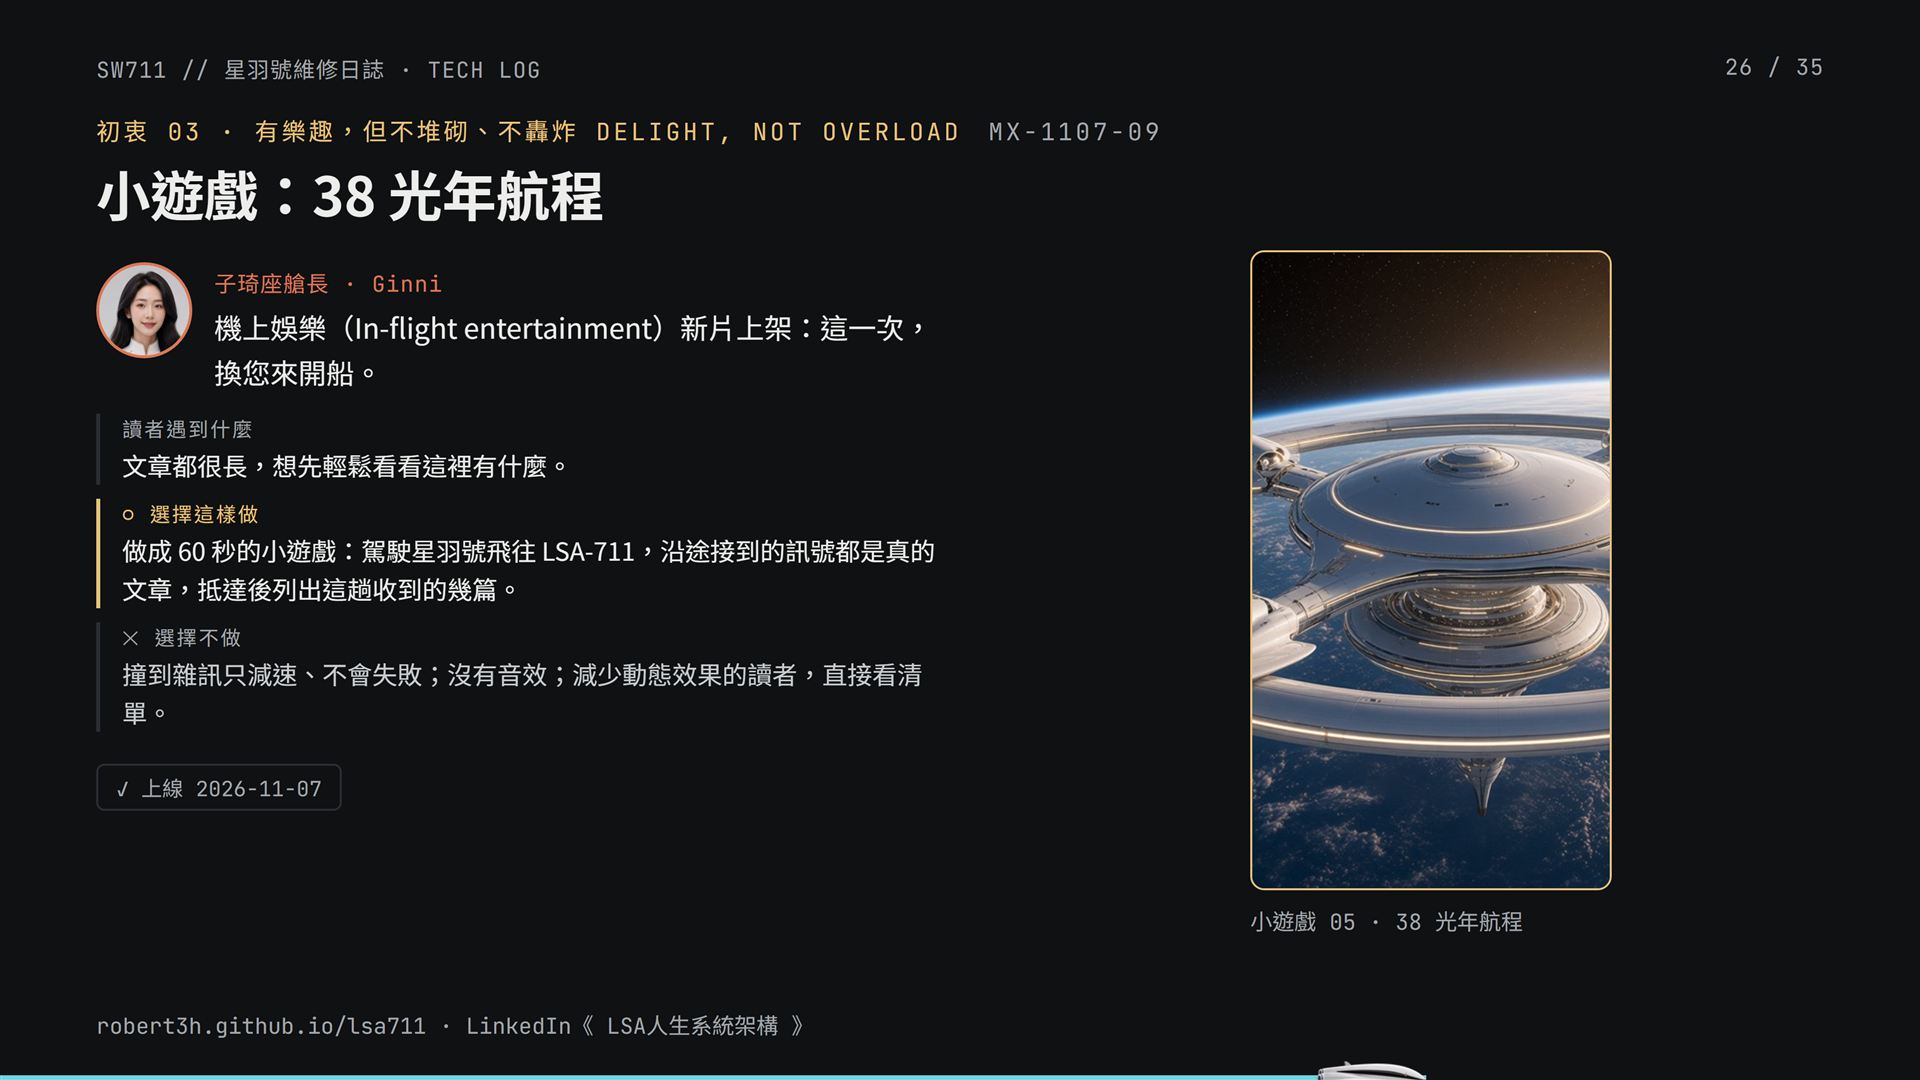 SW711 // 星羽號維修日誌 · TECH LOG
26 / 35
初衷 03 · 有樂趣，但不堆砌、不轟炸 DELIGHT, NOT OVERLOAD MX-1107-09
小遊戲：38 光年航程
子琦座艙長 · Ginni
機上娛樂（In-flight entertainment）新片上架：這一次，
換您來開船。
讀者遇到什麼
文章都很長，想先輕鬆看看這裡有什麼。
○ 選擇這樣做
做成 60 秒的小遊戲：駕駛星羽號飛往 LSA-711，沿途接到的訊號都是真的
文章，抵達後列出這趟收到的幾篇。
× 選擇不做
撞到雜訊只減速、不會失敗；沒有音效；減少動態效果的讀者，直接看清
單。
✓ 上線 2026-11-07
小遊戲 05 · 38 光年航程
robert3h.github.io/lsa711 · LinkedIn《 LSA人生系統架構 》